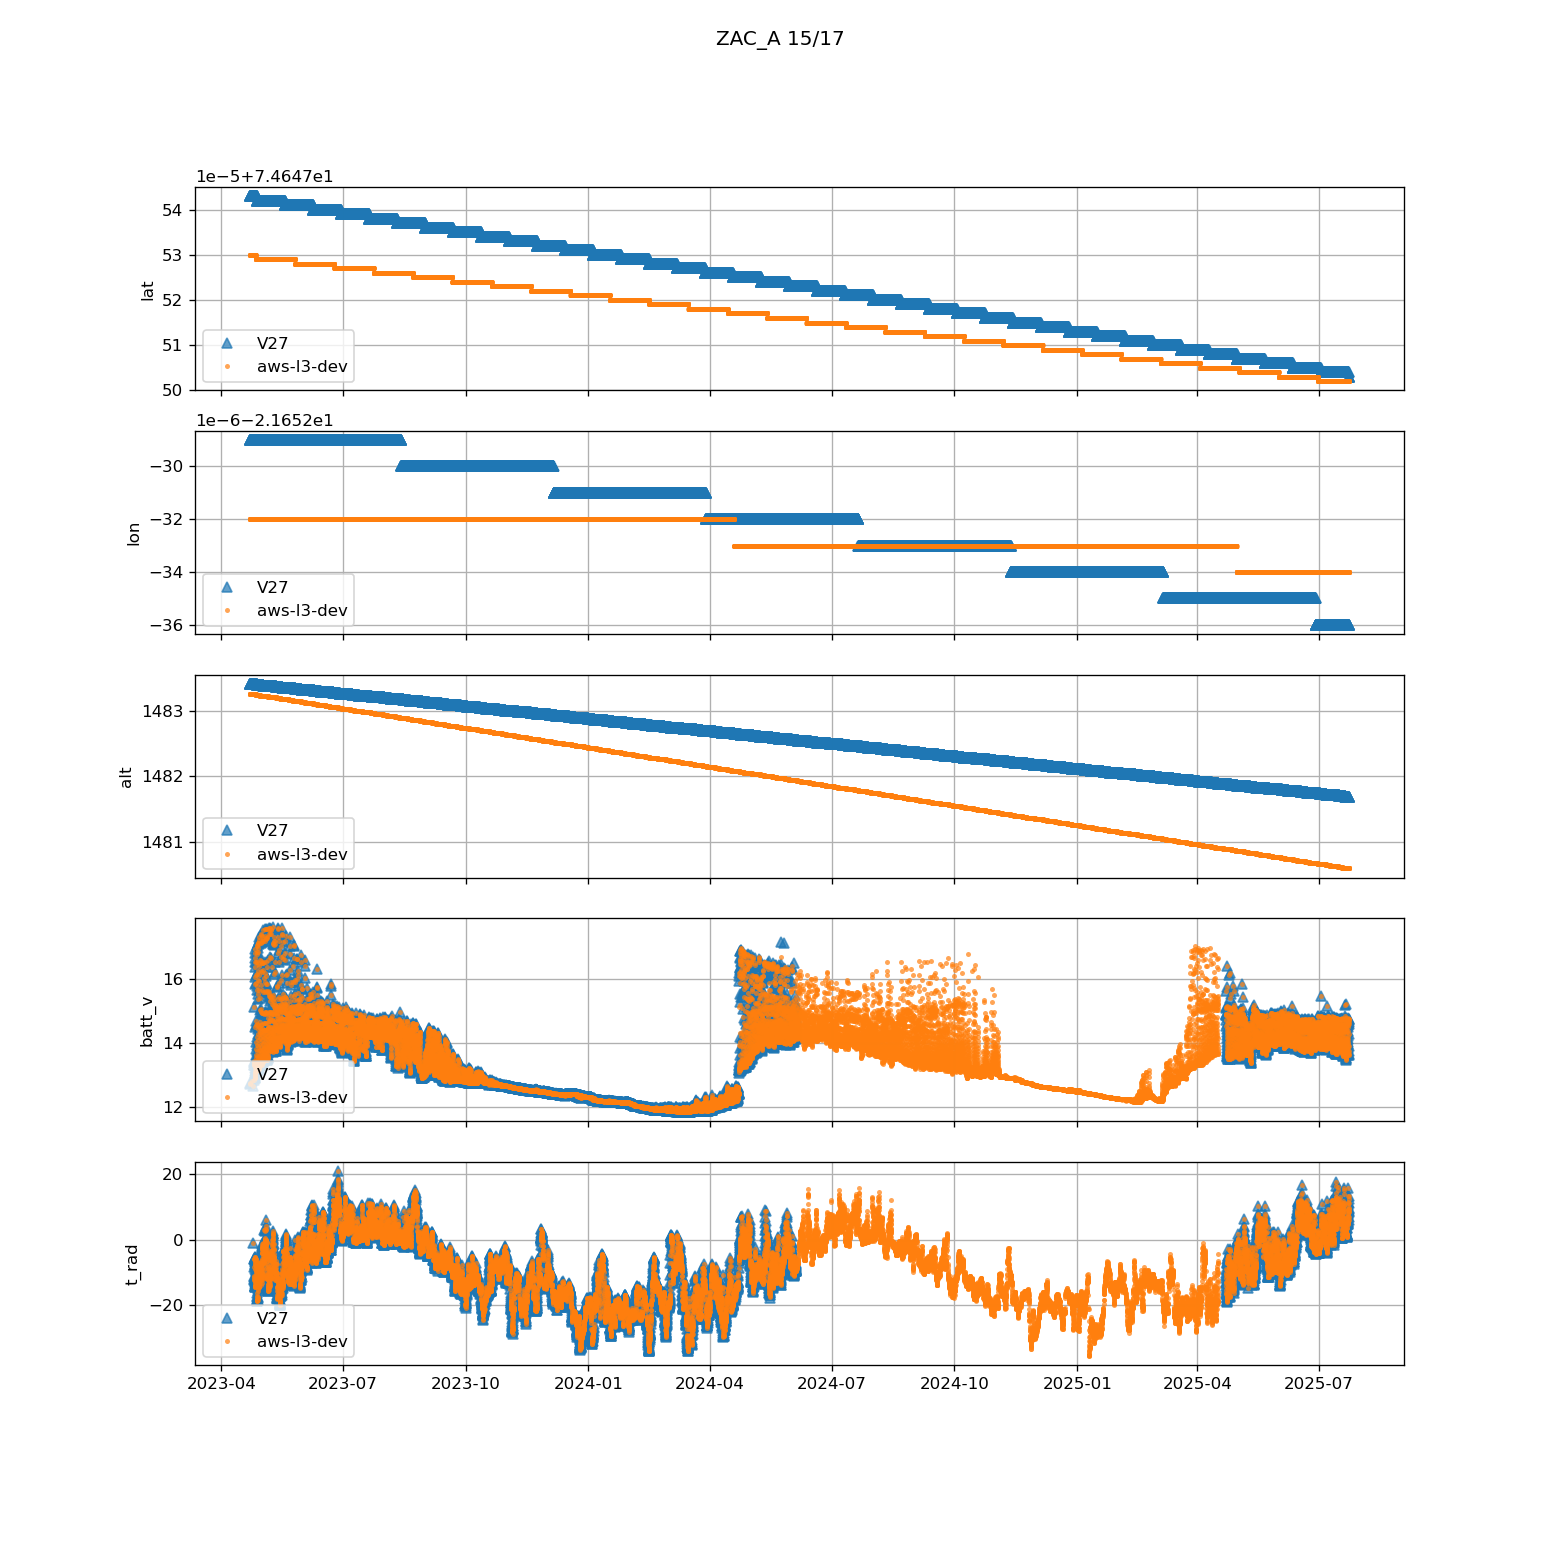 ZAC_A 15/17
1e−5+7.4647e1
54
53
52
51
50
lat
V27
aws-l3-dev
1e−6−2.1652e1
−30
−32
−34
−36
lon
V27
aws-l3-dev
1483
1482
1481
alt
V27
aws-l3-dev
16
14
12
batt_v
V27
aws-l3-dev
20
0
−20
t_rad
V27
aws-l3-dev
2023-04 2023-07 2023-10 2024-01 2024-04 2024-07 2024-10 2025-01 2025-04 2025-07